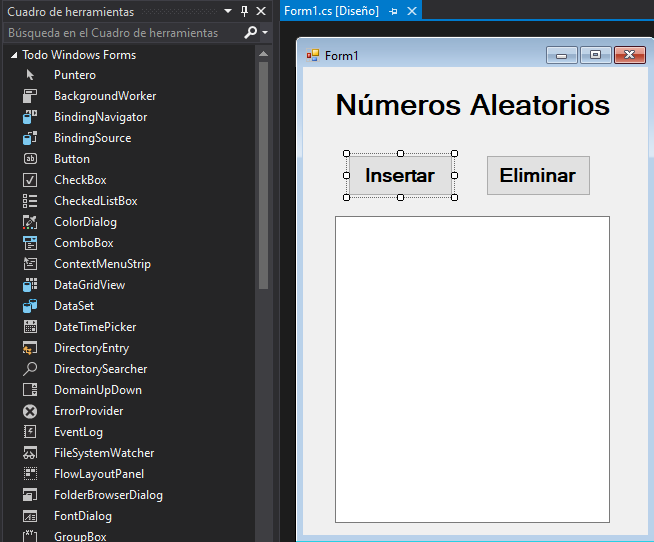 Cuadro de herramientas
Búsqueda en el Cuadro de herramientas
Todo Windows Forms
Puntero
BackgroundWorker
BindingNavigator
BindingSource
Button
CheckBox
CheckedListBox
ColorDialog
ComboBox
ContextMenuStrip
DataGridView
DataSet
DateTimePicker
DirectoryEntry
DirectorySearcher
DomainUpDown
ErrorProvider
EventLog
FileSystemWatcher
FlowLayoutPanel
FolderBrowserDialog
FontDialog
GroupBox
Form1.cs [Diseño]
Form1
Números Aleatorios
Insertar
Eliminar